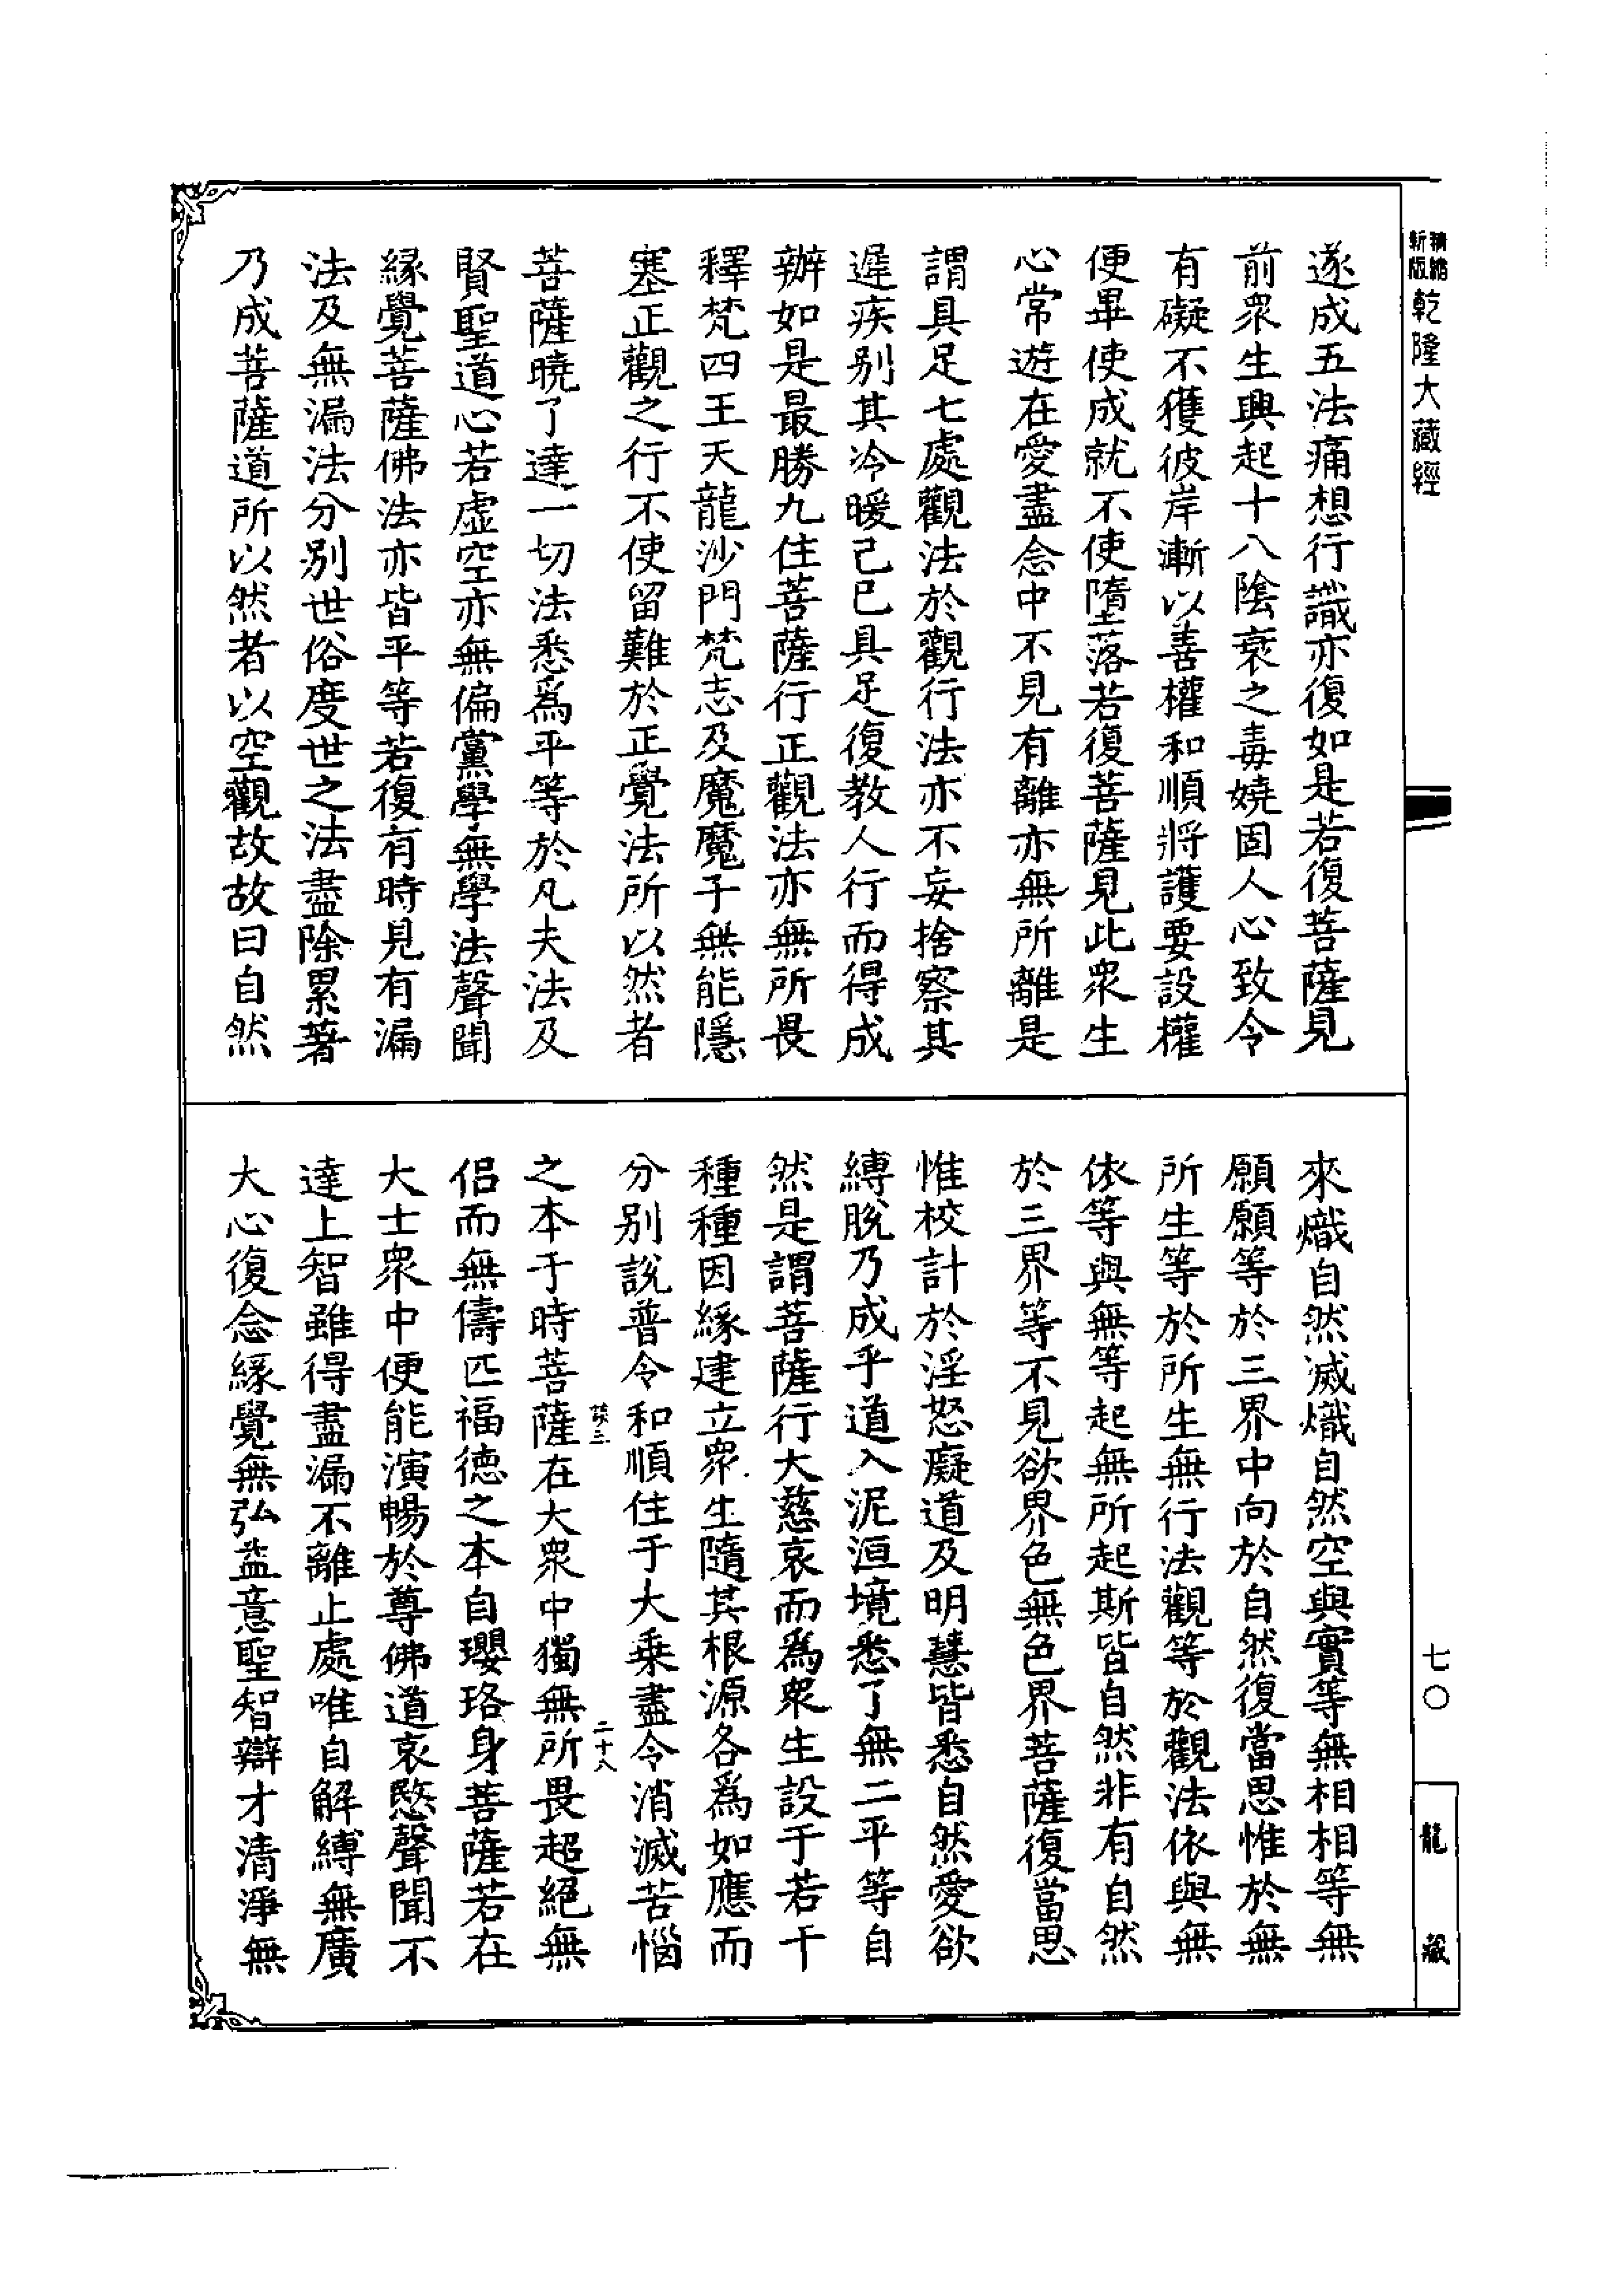 精縮新版乾隆大藏經
遂成五法痛想行識亦復如是若復菩薩見
前眾生興起十八陰衰之毒嬈固人心致令
有礙不獲彼岸漸以善權和順將護要設權
便畢使成就不使墮落若復菩薩見此眾生
心常遊在愛盡念中不見有離亦無所離是
謂具足七處觀法於觀行法亦不妄捨察其
遲疾別其冷暖己已具足復教人行而得成
辦如是最勝九住菩薩行正觀法亦無所畏
釋梵四王天龍沙門梵志及魔魔子無能隱
塞正觀之行不使留難於正覺法所以然者
菩薩曉了達一切法悉為平等於凡夫法及
賢聖道心若虛空亦無偏黨學無學法聲聞
緣覺菩薩佛法亦皆平等若復有時見有漏
法及無漏法分別世俗度世之法盡除累著
乃成菩薩道所以然者以空觀故故曰自然
來熾自然滅熾自然空與實等無相相等無
願願等於三界中向於自然復當思惟於無
所生等於所生無行法觀等於觀法依與無
依等與無等起無所起斯皆自然非有自然
於三界等不見欲界色無色界菩薩復當思
惟校計於淫怒癡道及明慧皆悉自然愛欲
縛脫乃成乎道入泥洹境悉了無二平等自
然是謂菩薩行大慈哀而為眾生設于若干
種種因緣建立眾生隨其根源各為如應而
分別說普令和順住于大乘盡令消滅苦惱
二十八
之本于時菩薩在大眾中獨無所畏超絕無
侶而無儔匹福德之本自瓔珞身菩薩若在
大士眾中便能演暢於尊佛道哀愍聲聞不
達上智雖得盡漏不離止處唯自解縛無廣
大心復念緣覺無弘益意聖智辯才清淨無
七〇
龍藏